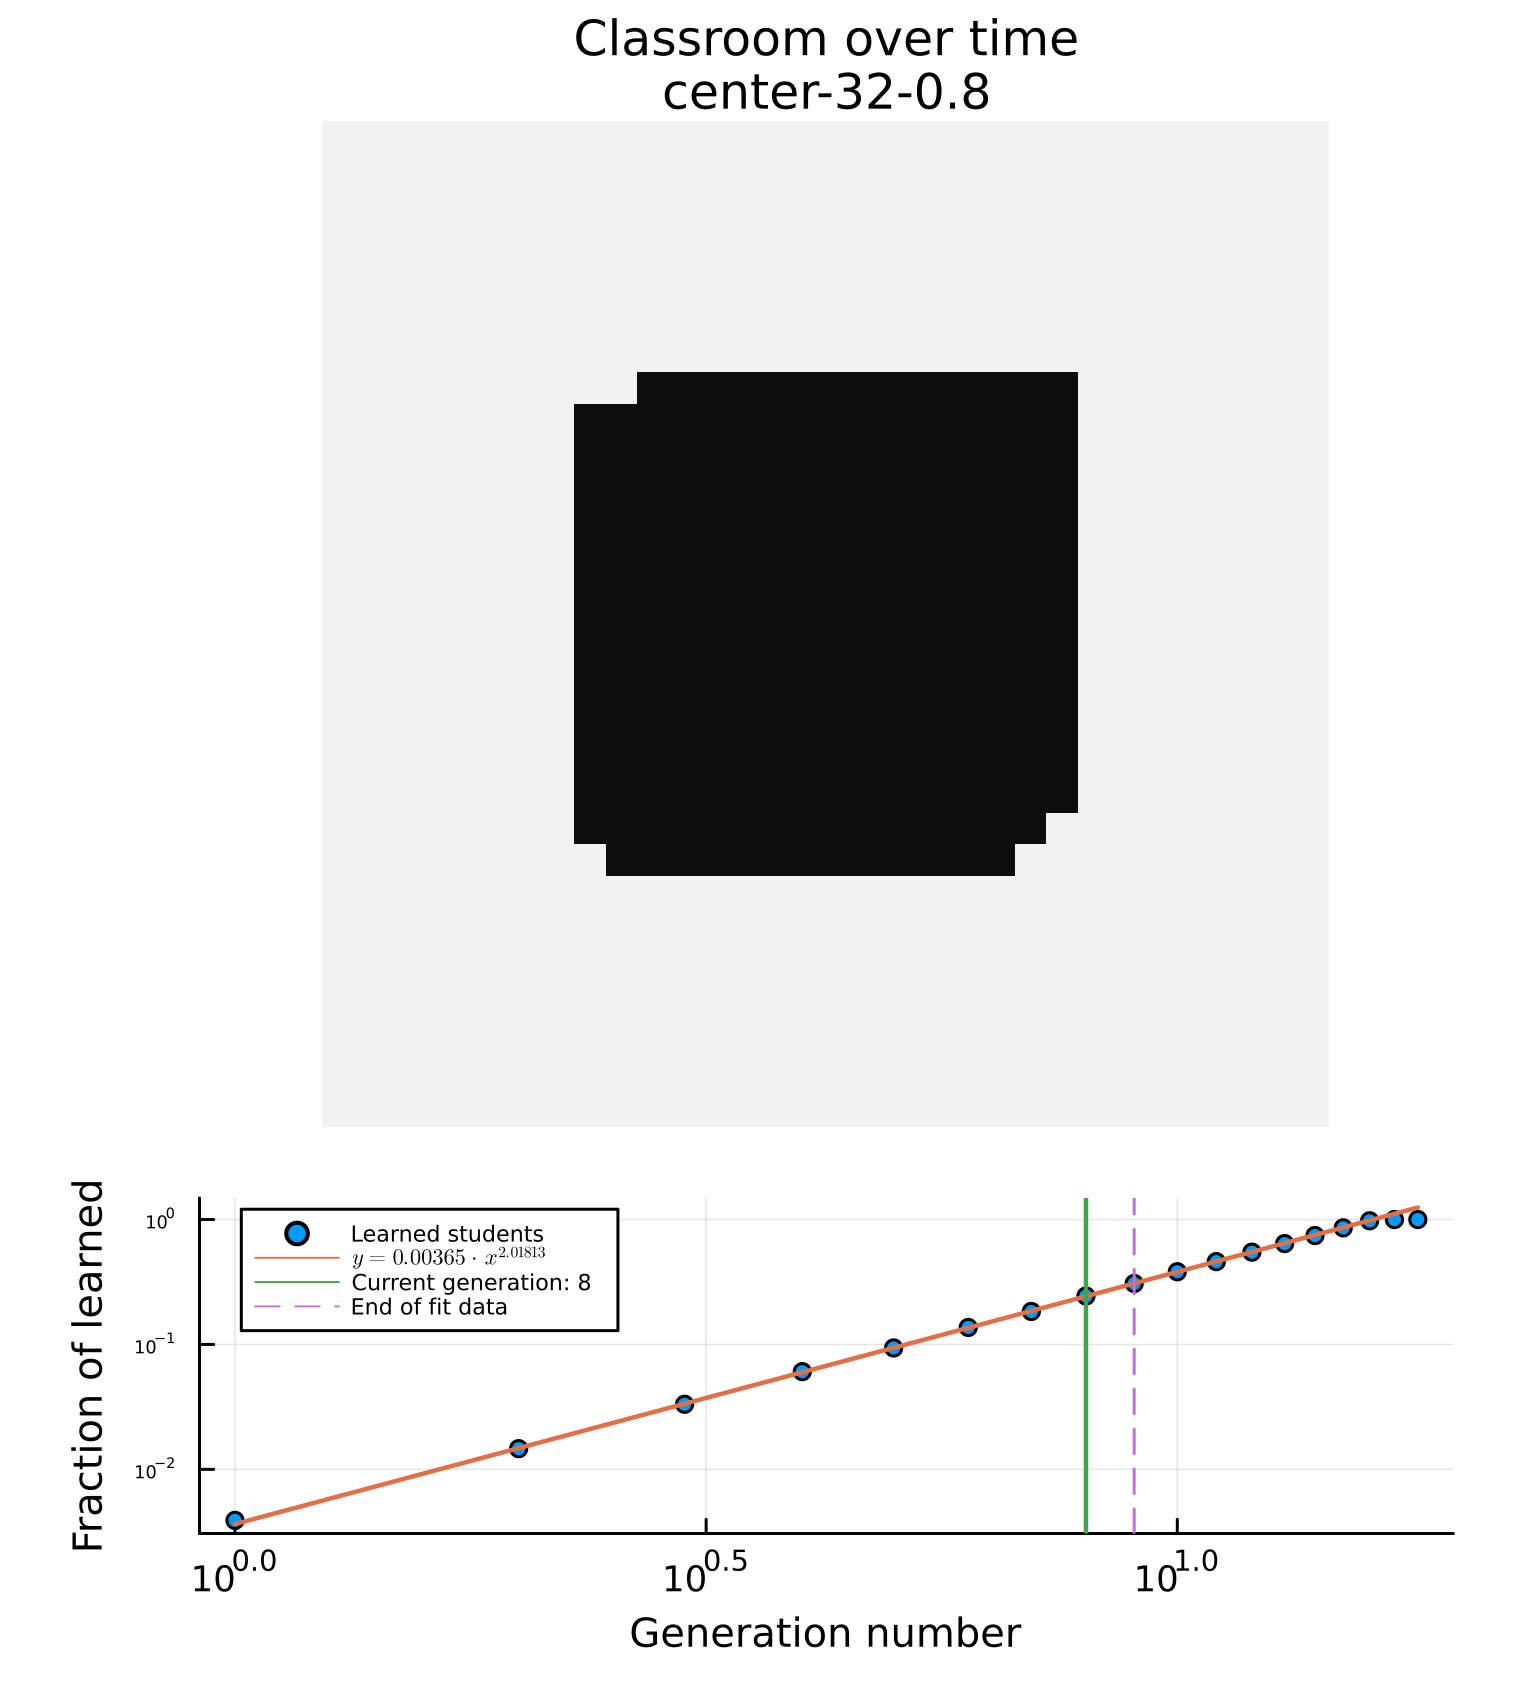 Classroom over time
center-32-0.8
Fraction of learned
10^0
10^-1
10^-2
Learned students
y = 0.00365 · x^2.01813
Current generation: 8
End of fit data
10^0.0 10^0.5 10^1.0
Generation number